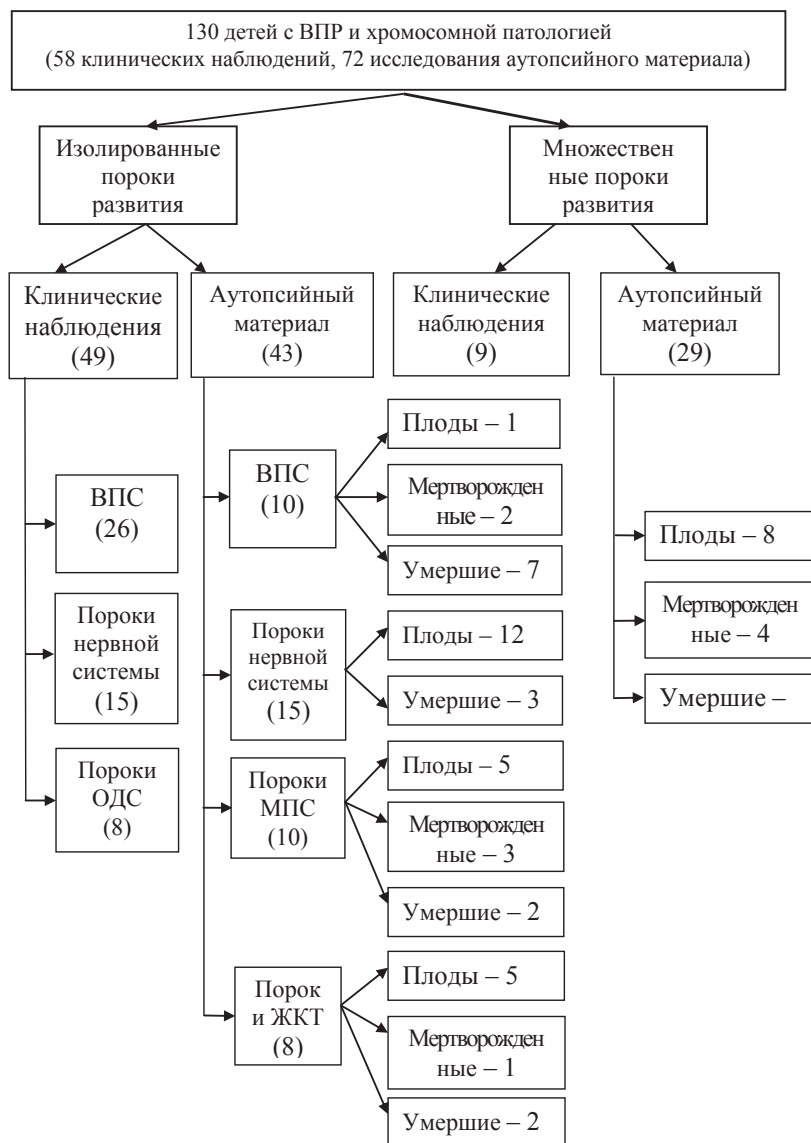 130 детей с ВПР и хромосомной патологией
(58 клинических наблюдений, 72 исследования аутопсийного материала)
Изолированные
пороки
развития
Множествен
ные пороки
развития
Клинические
наблюдения
(49)
Аутопсийный
материал
(43)
Клинические
наблюдения
(9)
Аутопсийный
материал
(29)
ВПС
(26)
Пороки
нервной
системы
(15)
Пороки
ОДС
(8)
ВПС
(10)
Плоды – 1
Мертворожден
ные – 2
Умершие – 7
Пороки
нервной
системы
(15)
Плоды – 12
Умершие – 3
Пороки
МПС
(10)
Плоды – 5
Мертворожден
ные – 3
Умершие – 2
Порок
и ЖКТ
(8)
Плоды – 5
Мертворожден
ные – 1
Умершие – 2
Плоды – 8
Мертворожден
ные – 4
Умершие –